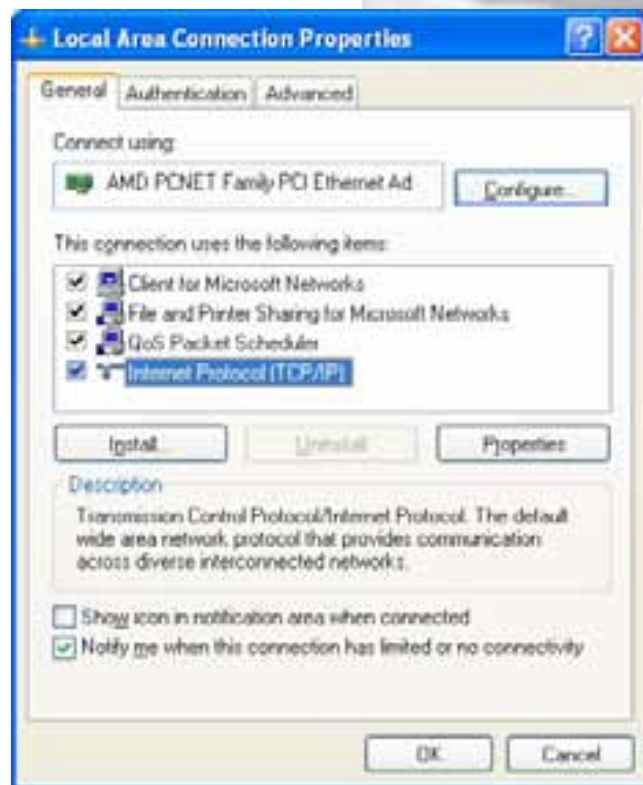 Local Area Connection Properties
General Authentication Advanced
Connect using:
AMD PCNET Family PCI Ethernet Ad Configure...
This connection uses the following items:
Client for Microsoft Networks
File and Printer Sharing for Microsoft Networks
QoS Packet Scheduler
Internet Protocol (TCP/IP)
Install... Uninstall Properties
Description
Transmission Control Protocol/Internet Protocol. The default
wide area network protocol that provides communication
across diverse interconnected networks.
Show icon in notification area when connected
Notify me when this connection has limited or no connectivity
OK Cancel